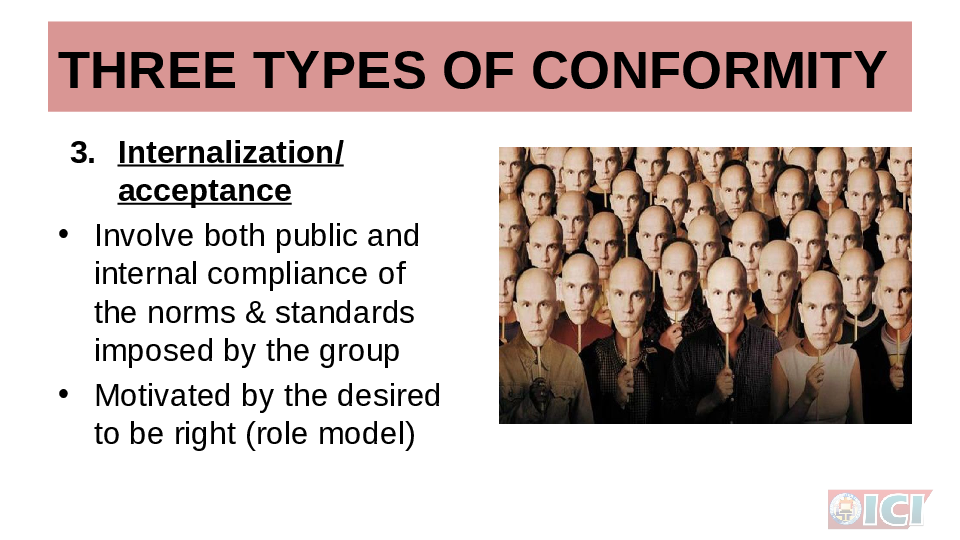 THREE TYPES OF CONFORMITY
3. Internalization/
acceptance
• Involve both public and
internal compliance of
the norms & standards
imposed by the group
• Motivated by the desired
to be right (role model)
ICI